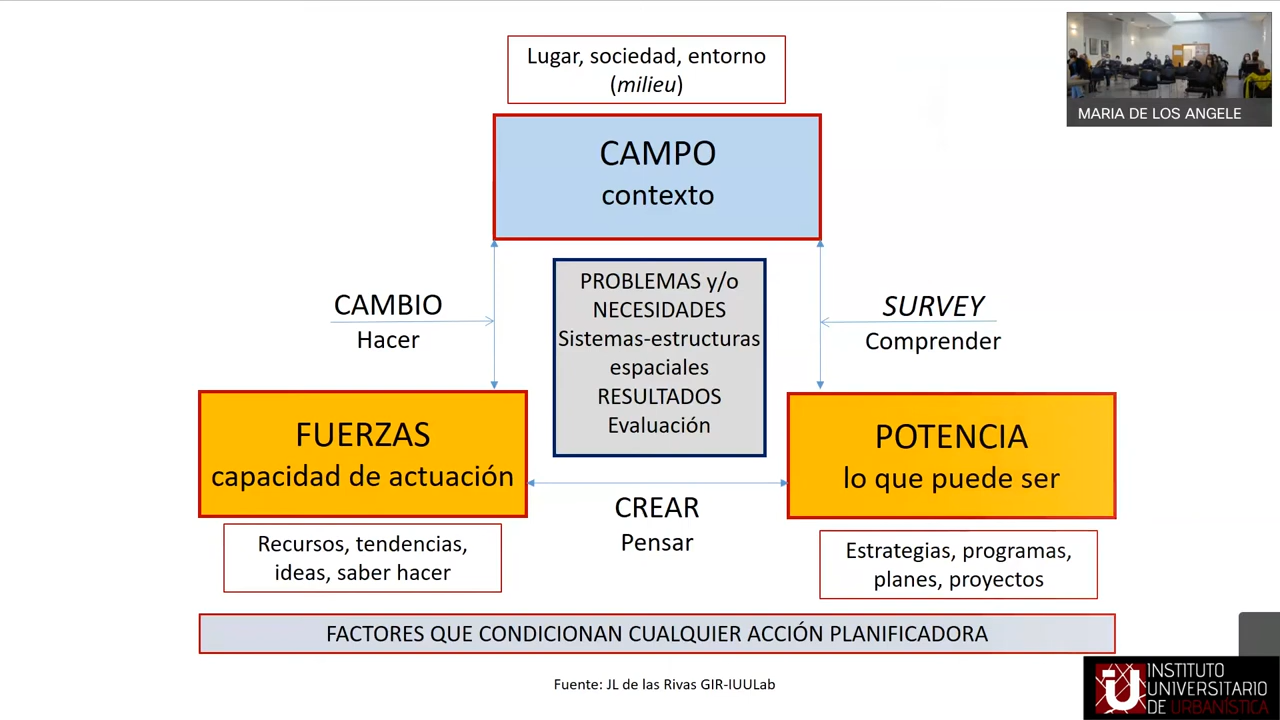 Lugar, sociedad, entorno
(milieu)
MARIA DE LOS ANGELE
CAMPO
contexto
PROBLEMAS y/o
NECESIDADES
Sistemas-estructuras
espaciales
RESULTADOS
Evaluación
CAMBIO
Hacer
SURVEY
Comprender
FUERZAS
capacidad de actuación
POTENCIA
lo que puede ser
CREAR
Pensar
Recursos, tendencias,
ideas, saber hacer
Estrategias, programas,
planes, proyectos
FACTORES QUE CONDICIONAN CUALQUIER ACCIÓN PLANIFICADORA
Fuente: JL de las Rivas GIR-IUULab
iU
INSTITUTO
UNIVERSITARIO
DE URBANÍSTICA